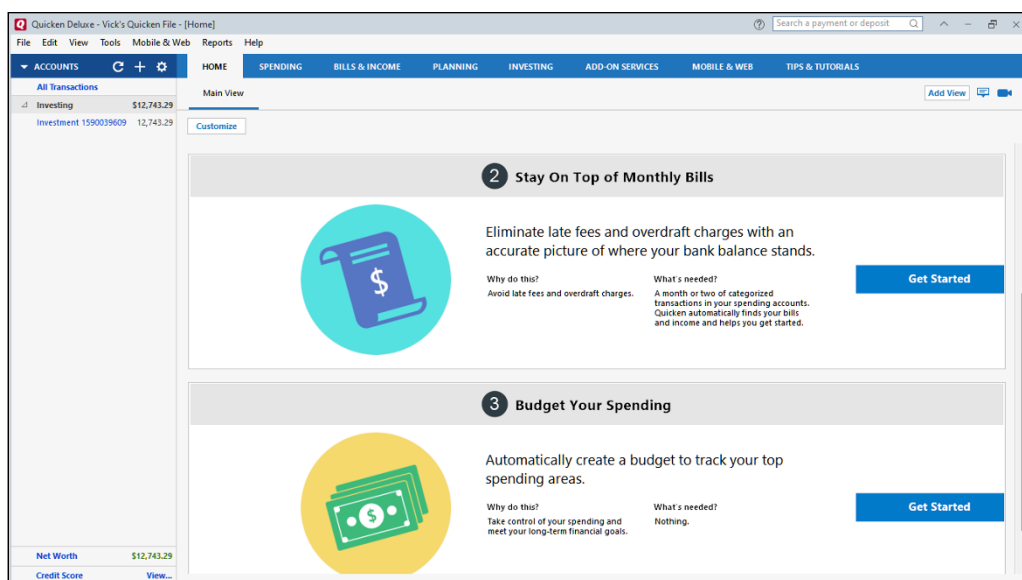 Quicken Deluxe - Vick's Quicken File - [Home]
Search a payment or deposit
File Edit View Tools Mobile & Web Reports Help
ACCOUNTS
HOME SPENDING BILLS & INCOME PLANNING INVESTING ADD-ON SERVICES MOBILE & WEB TIPS & TUTORIALS
All Transactions
Investing $12,743.29
Investment 1590039609 12,743.29
Net Worth $12,743.29
Credit Score View...
Main View
Add View
Customize
2 Stay On Top of Monthly Bills
Eliminate late fees and overdraft charges with an
accurate picture of where your bank balance stands.
Why do this?
Avoid late fees and overdraft charges.
What's needed?
A month or two of categorized
transactions in your spending accounts.
Quicken automatically finds your bills
and income and helps you get started.
Get Started
$
3 Budget Your Spending
Automatically create a budget to track your top
spending areas.
Why do this?
Take control of your spending and
meet your long-term financial goals.
What's needed?
Nothing.
Get Started
$